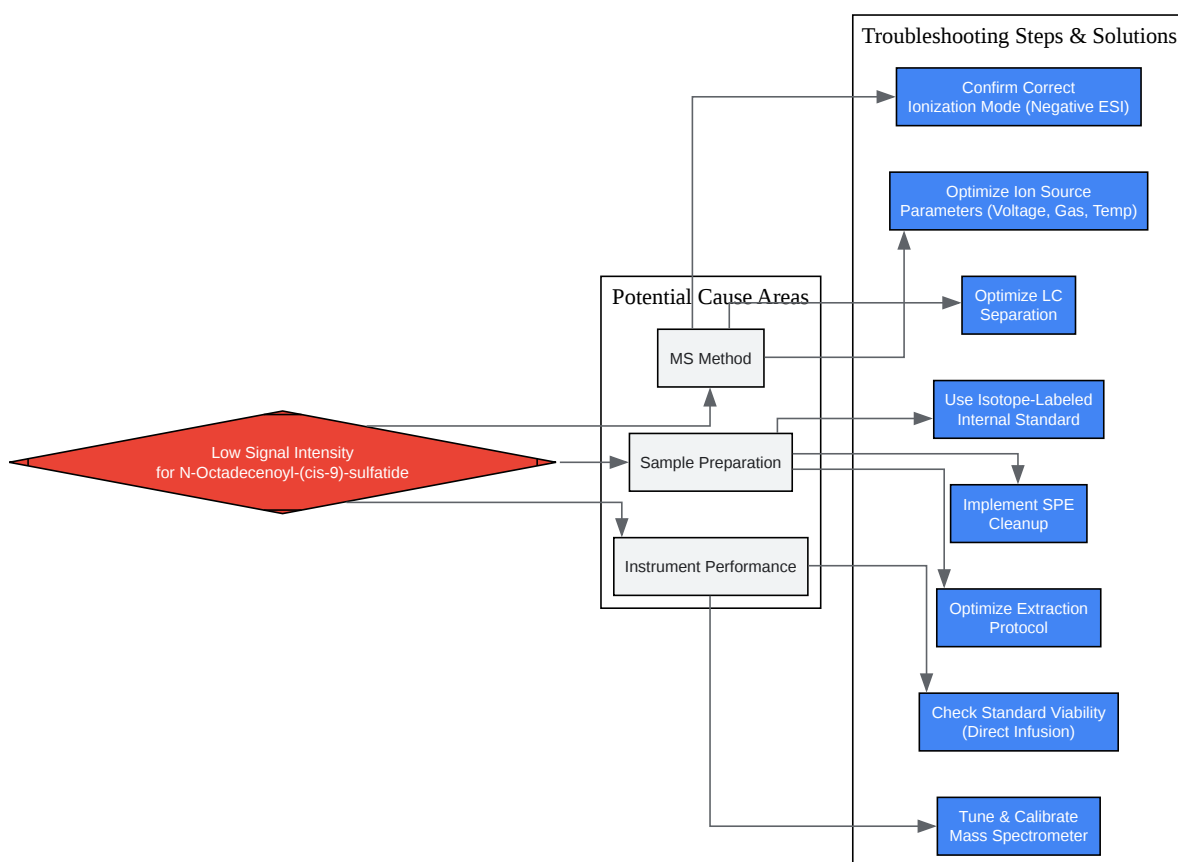 Troubleshooting Steps & Solutions
Confirm Correct
Ionization Mode (Negative ESI)
Optimize Ion Source
Parameters (Voltage, Gas, Temp)
Potential Cause Areas
Optimize LC
Separation
MS Method
Use Isotope-Labeled
Internal Standard
Low Signal Intensity
for N-Octadecenoyl-(cis-9)-sulfatide
Sample Preparation
Implement SPE
Cleanup
Instrument Performance
Optimize Extraction
Protocol
Check Standard Viability
(Direct Infusion)
Tune & Calibrate
Mass Spectrometer